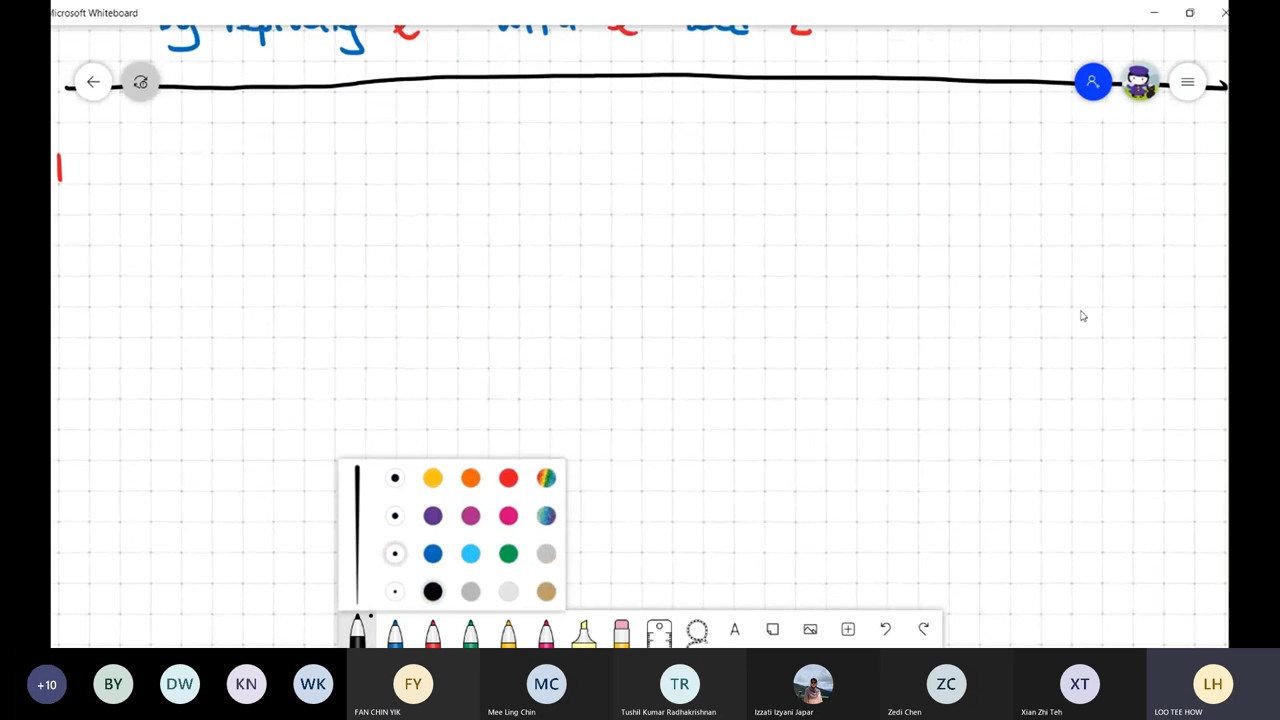 Microsoft Whiteboard
by
A
+10
BY
DW
KN
WK
FY
MC
TR
ZC
XT
LH
FAN CHIN YIK
Mee Ling Chin
Tushil Kumar Radhakrishnan
Izzati Izyani Japar
Zedi Chen
Xian Zhi Teh
LOO TEE HOW